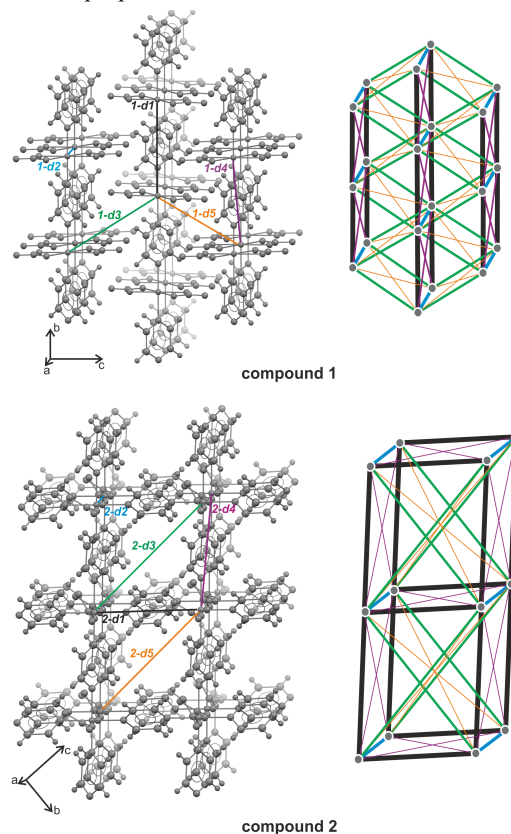 1-d1
1-d2
1-d4
1-d3
1-d5
b
a
c
compound 1
2-d2
2-d4
2-d3
2-d1
2-d5
c
a
b
compound 2